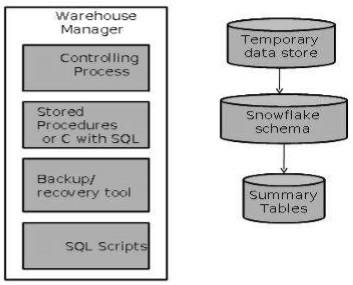 Warehouse
Manager
Controlling
Process
Stored
Procedures
or C with SQL
Backup/
recovery tool
SQL Scripts
Temporary
data store
Snowflake
schema
Summary
Tables